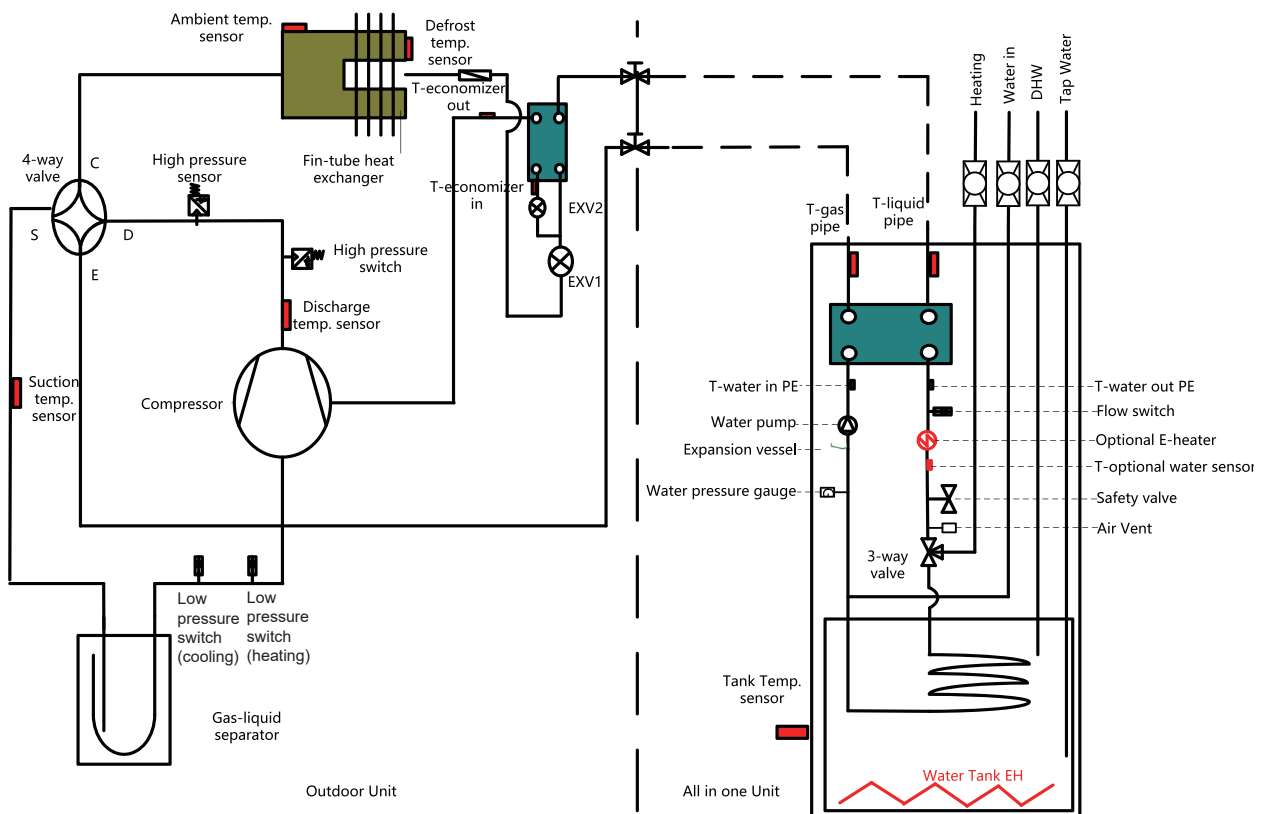 Ambient temp.
sensor
Defrost
temp.
sensor
T-economizer
out
Heating
Water in
DHW
Tap Water
4-way
valve
C
High pressure
sensor
Fin-tube heat
exchanger
T-economizer
in
EXV2
T-gas
pipe
T-liquid
pipe
S
D
E
High pressure
switch
EXV1
Discharge
temp. sensor
Suction
temp.
sensor
Compressor
T-water in PE
T-water out PE
Flow switch
Water pump
Optional E-heater
Expansion vessel
T-optional water sensor
Water pressure gauge
Safety valve
Air Vent
3-way
valve
Low
pressure
switch
(cooling)
Low
pressure
switch
(heating)
Tank Temp.
sensor
Gas-liquid
separator
Water Tank EH
Outdoor Unit
All in one Unit